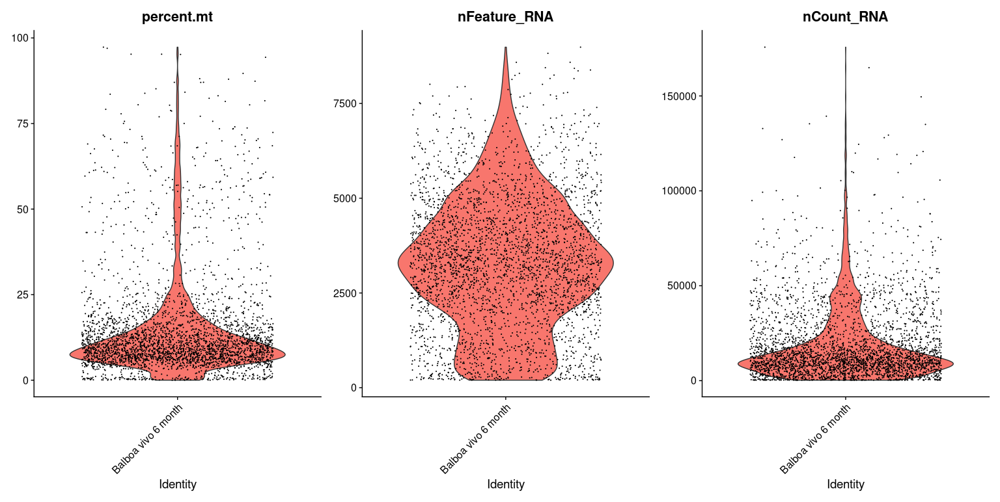 percent.mt
100
75
50
25
0
Balboa vivo 6 month
Identity
nFeature_RNA
7500
5000
2500
0
Balboa vivo 6 month
Identity
nCount_RNA
150000
100000
50000
0
Balboa vivo 6 month
Identity